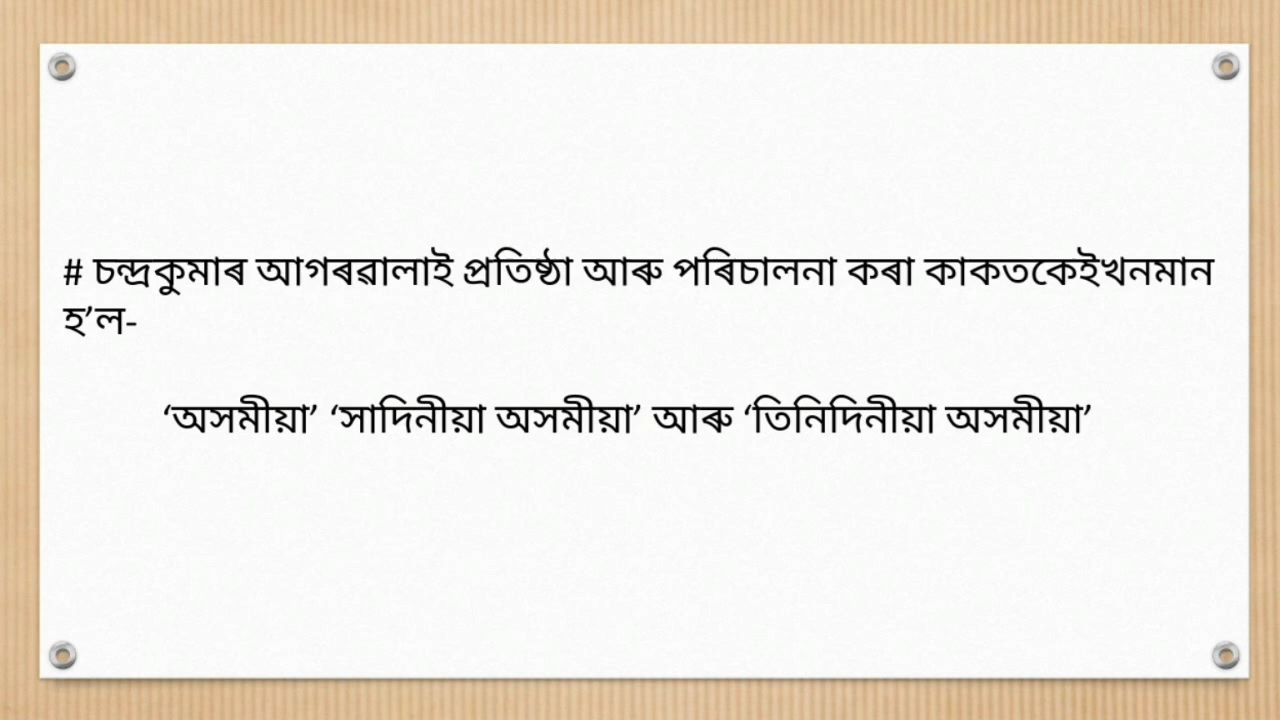 # চন্দ্ৰকুমাৰ আগৰৱালাই প্ৰতিষ্ঠা আৰু পৰিচালনা কৰা কাকতকেইখনমান
হ’ল-
‘অসমীয়া’ ‘সাদিনীয়া অসমীয়া’ আৰু ‘তিনিদিনীয়া অসমীয়া’